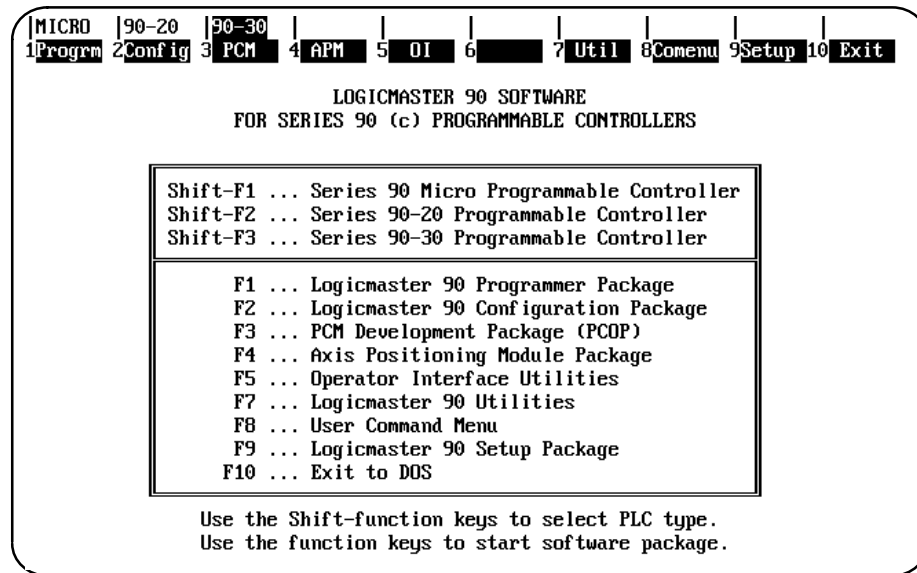 MICRO |90-20 |90-30
1Progrm 2Config 3 PCM 4 APM 5 OI 6 7 Util 8Comenu 9Setup 10 Exit
LOGICMASTER 90 SOFTWARE
FOR SERIES 90 (c) PROGRAMMABLE CONTROLLERS
Shift-F1 ... Series 90 Micro Programmable Controller
Shift-F2 ... Series 90-20 Programmable Controller
Shift-F3 ... Series 90-30 Programmable Controller
F1 ... Logicmaster 90 Programmer Package
F2 ... Logicmaster 90 Configuration Package
F3 ... PCM Development Package (PCOP)
F4 ... Axis Positioning Module Package
F5 ... Operator Interface Utilities
F7 ... Logicmaster 90 Utilities
F8 ... User Command Menu
F9 ... Logicmaster 90 Setup Package
F10 ... Exit to DOS
Use the Shift-function keys to select PLC type.
Use the function keys to start software package.